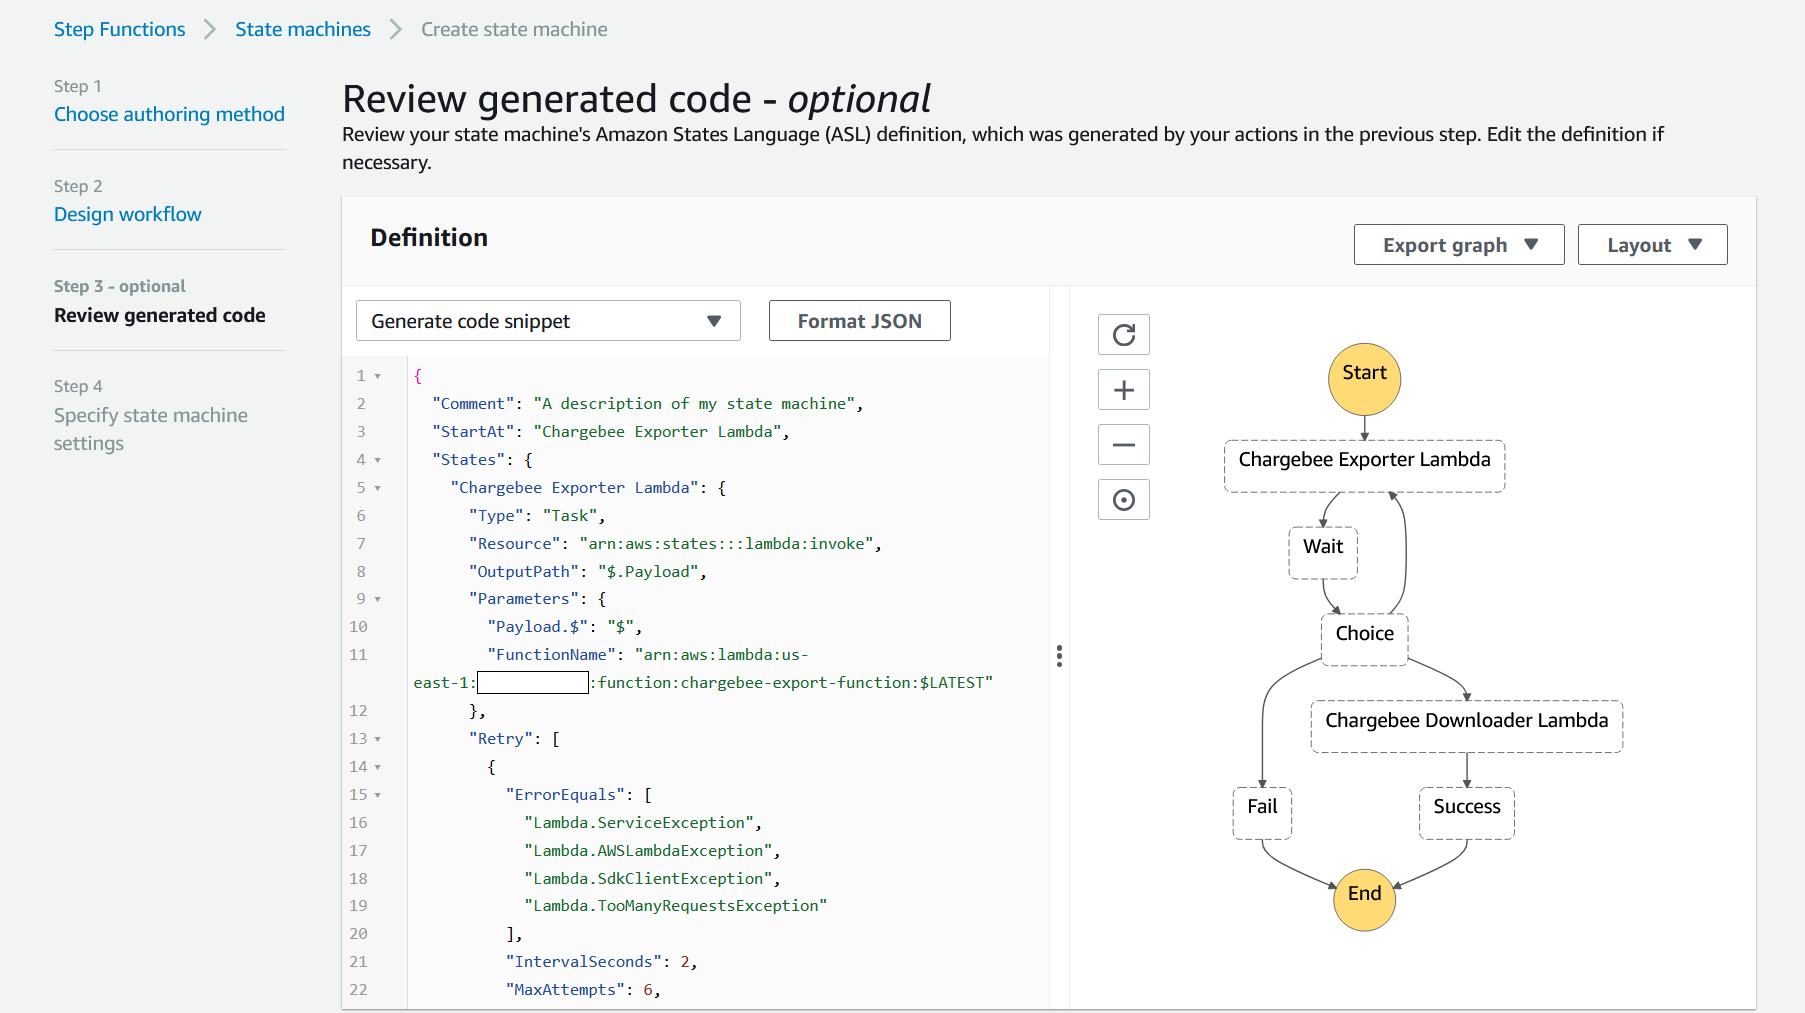 Step Functions > State machines > Create state machine
Step 1
Choose authoring method
Step 2
Design workflow
Step 3 - optional
Review generated code
Step 4
Specify state machine
settings
Review generated code - optional
Review your state machine's Amazon States Language (ASL) definition, which was generated by your actions in the previous step. Edit the definition if
necessary.
Definition
Export graph
Layout
Generate code snippet
Format JSON
1 {
2 "Comment": "A description of my state machine",
3 "StartAt": "Chargebee Exporter Lambda",
4 "States": {
5 "Chargebee Exporter Lambda": {
6 "Type": "Task",
7 "Resource": "arn:aws:states:::lambda:invoke",
8 "OutputPath": "$.Payload",
9 "Parameters": {
10 "Payload.$": "$",
11 "FunctionName": "arn:aws:lambda:us-
east-1: :function:chargebee-export-function:$LATEST"
12 },
13 "Retry": [
14 {
15 "ErrorEquals": [
16 "Lambda.ServiceException",
17 "Lambda.AWSLambdaException",
18 "Lambda.SdkClientException",
19 "Lambda.TooManyRequestsException"
20 ],
21 "IntervalSeconds": 2,
22 "MaxAttempts": 6,
Start
Chargebee Exporter Lambda
Wait
Choice
Chargebee Downloader Lambda
Fail
Success
End